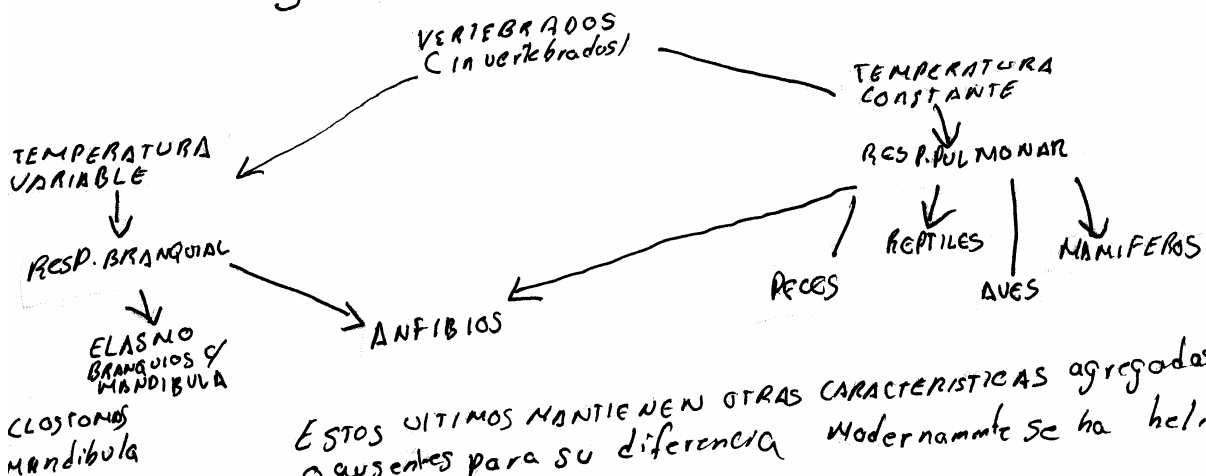 VERTEBRADOS
(invertebrados)
TEMPERATURA
CONSTANTE
RESP. PULMONAR
TEMPERATURA
VARIABLE
RESP. BRANQUIAL
PECES
REPTILES
AVES
MAMIFEROS
ANFIBIOS
ELASMO
BRANQUIOS c/
MANDIBULA
CLOSTOMOS
Mandibula
ESTOS ULTIMOS MANTIENEN OTRAS CARACTERISTICAS agregadas
o ausentes para su diferencia Modernamnte se ha